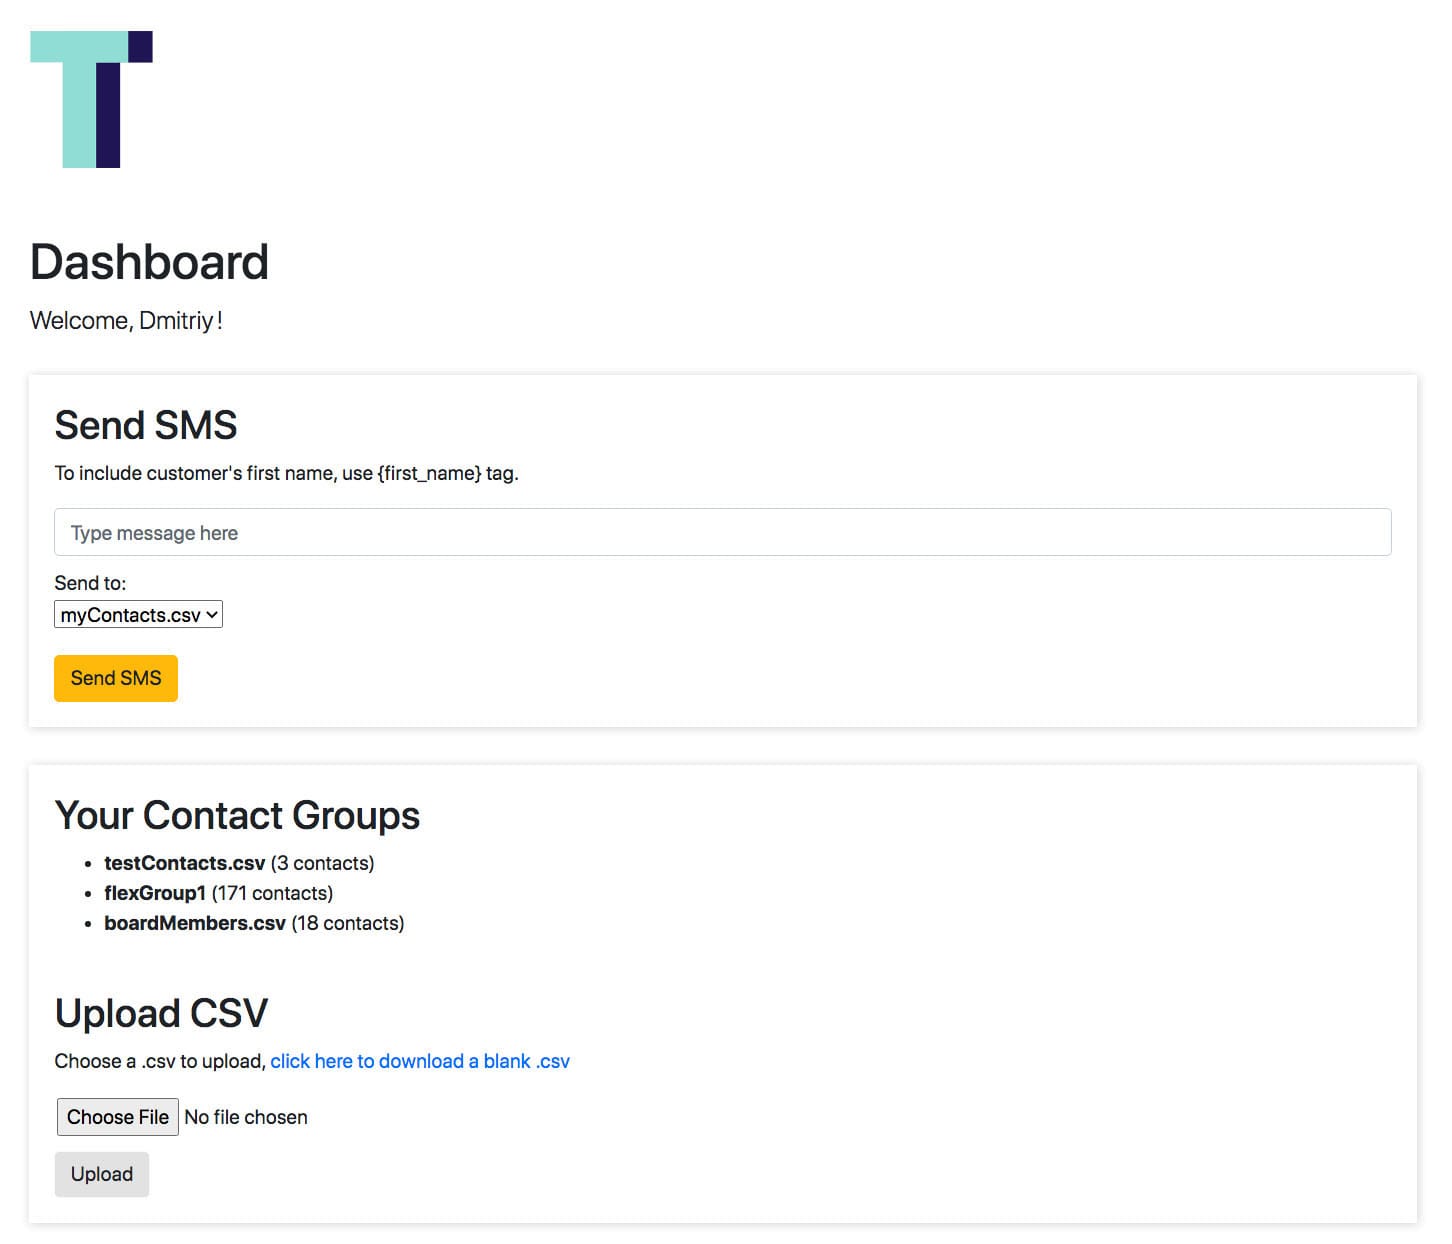 Dashboard
Welcome, Dmitriy!
Send SMS
To include customer's first name, use {first_name} tag.
Type message here
Send to:
myContacts.csv
Send SMS
Your Contact Groups
• testContacts.csv (3 contacts)
• flexGroup1 (171 contacts)
• boardMembers.csv (18 contacts)
Upload CSV
Choose a .csv to upload, click here to download a blank .csv
Choose File No file chosen
Upload